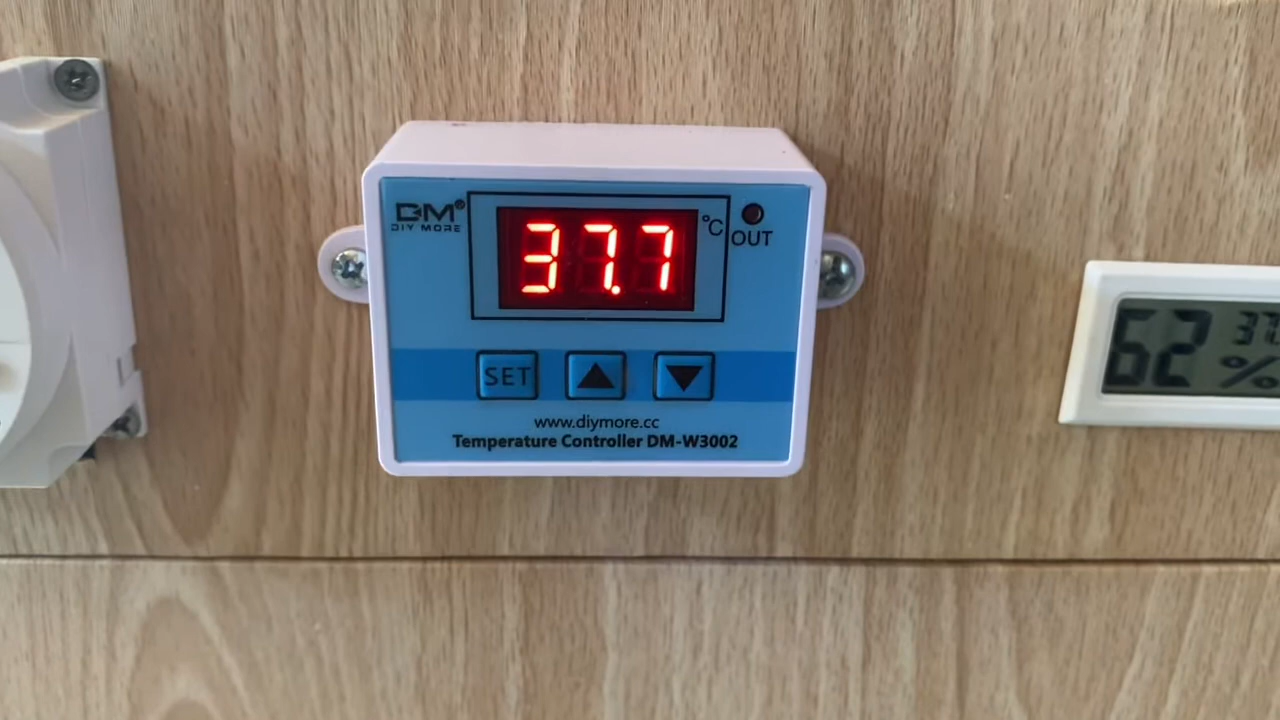 DM®
DIY MORE
37.7
°C
OUT
SET
www.diymore.cc
Temperature Controller DM-W3002
62 %